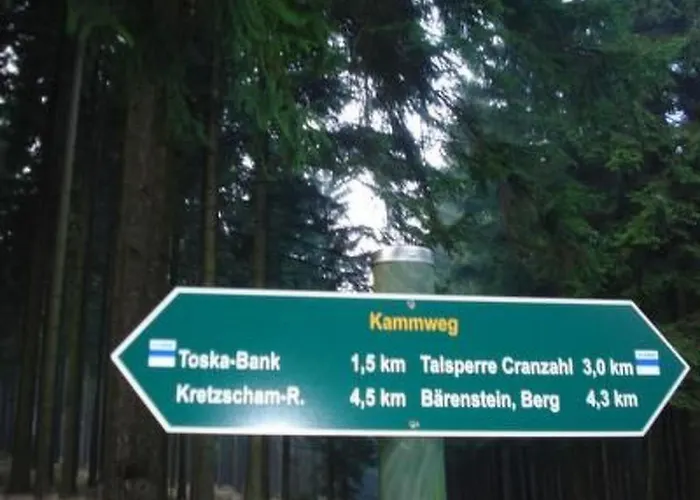 Kammweg
Toska-Bank 1,5 km Talsperre Cranzahl 3,0 km
Kretzscham-R. 4,5 km Bärenstein, Berg 4,3 km